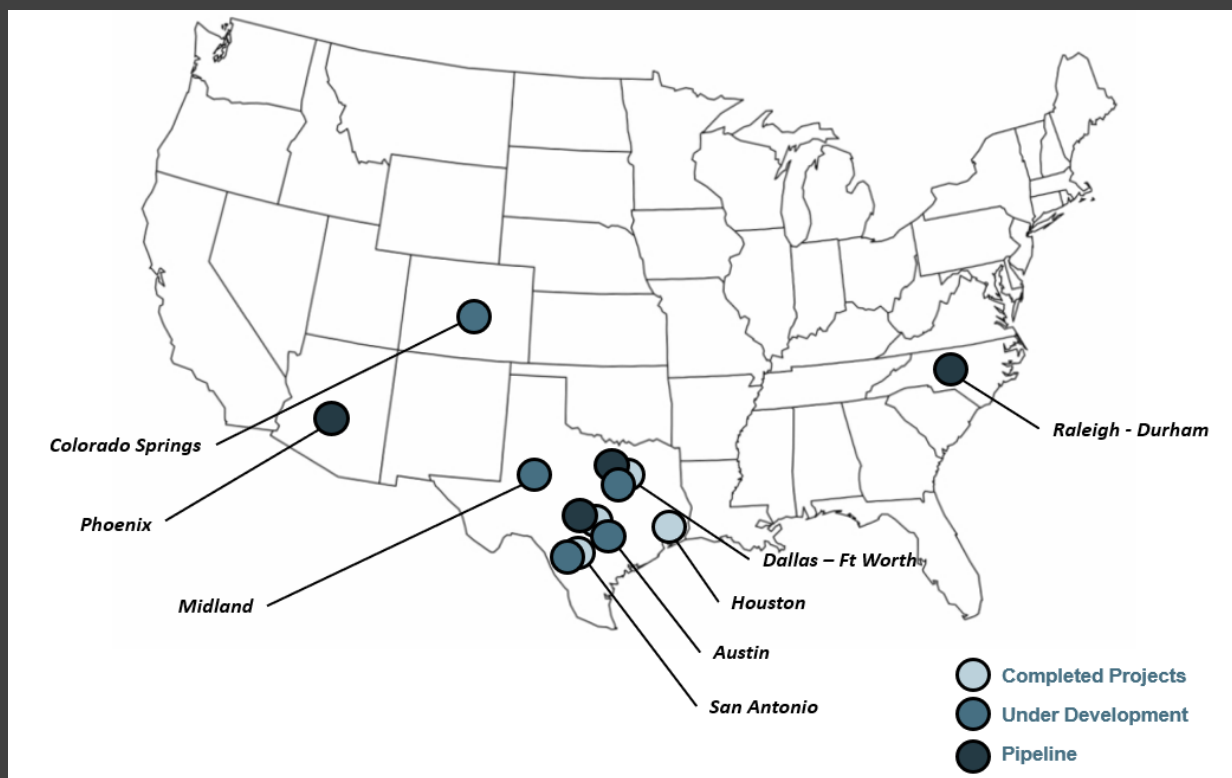 Colorado Springs
Raleigh - Durham
Phoenix
Dallas – Ft Worth
Midland
Houston
Austin
San Antonio
Completed Projects
Under Development
Pipeline